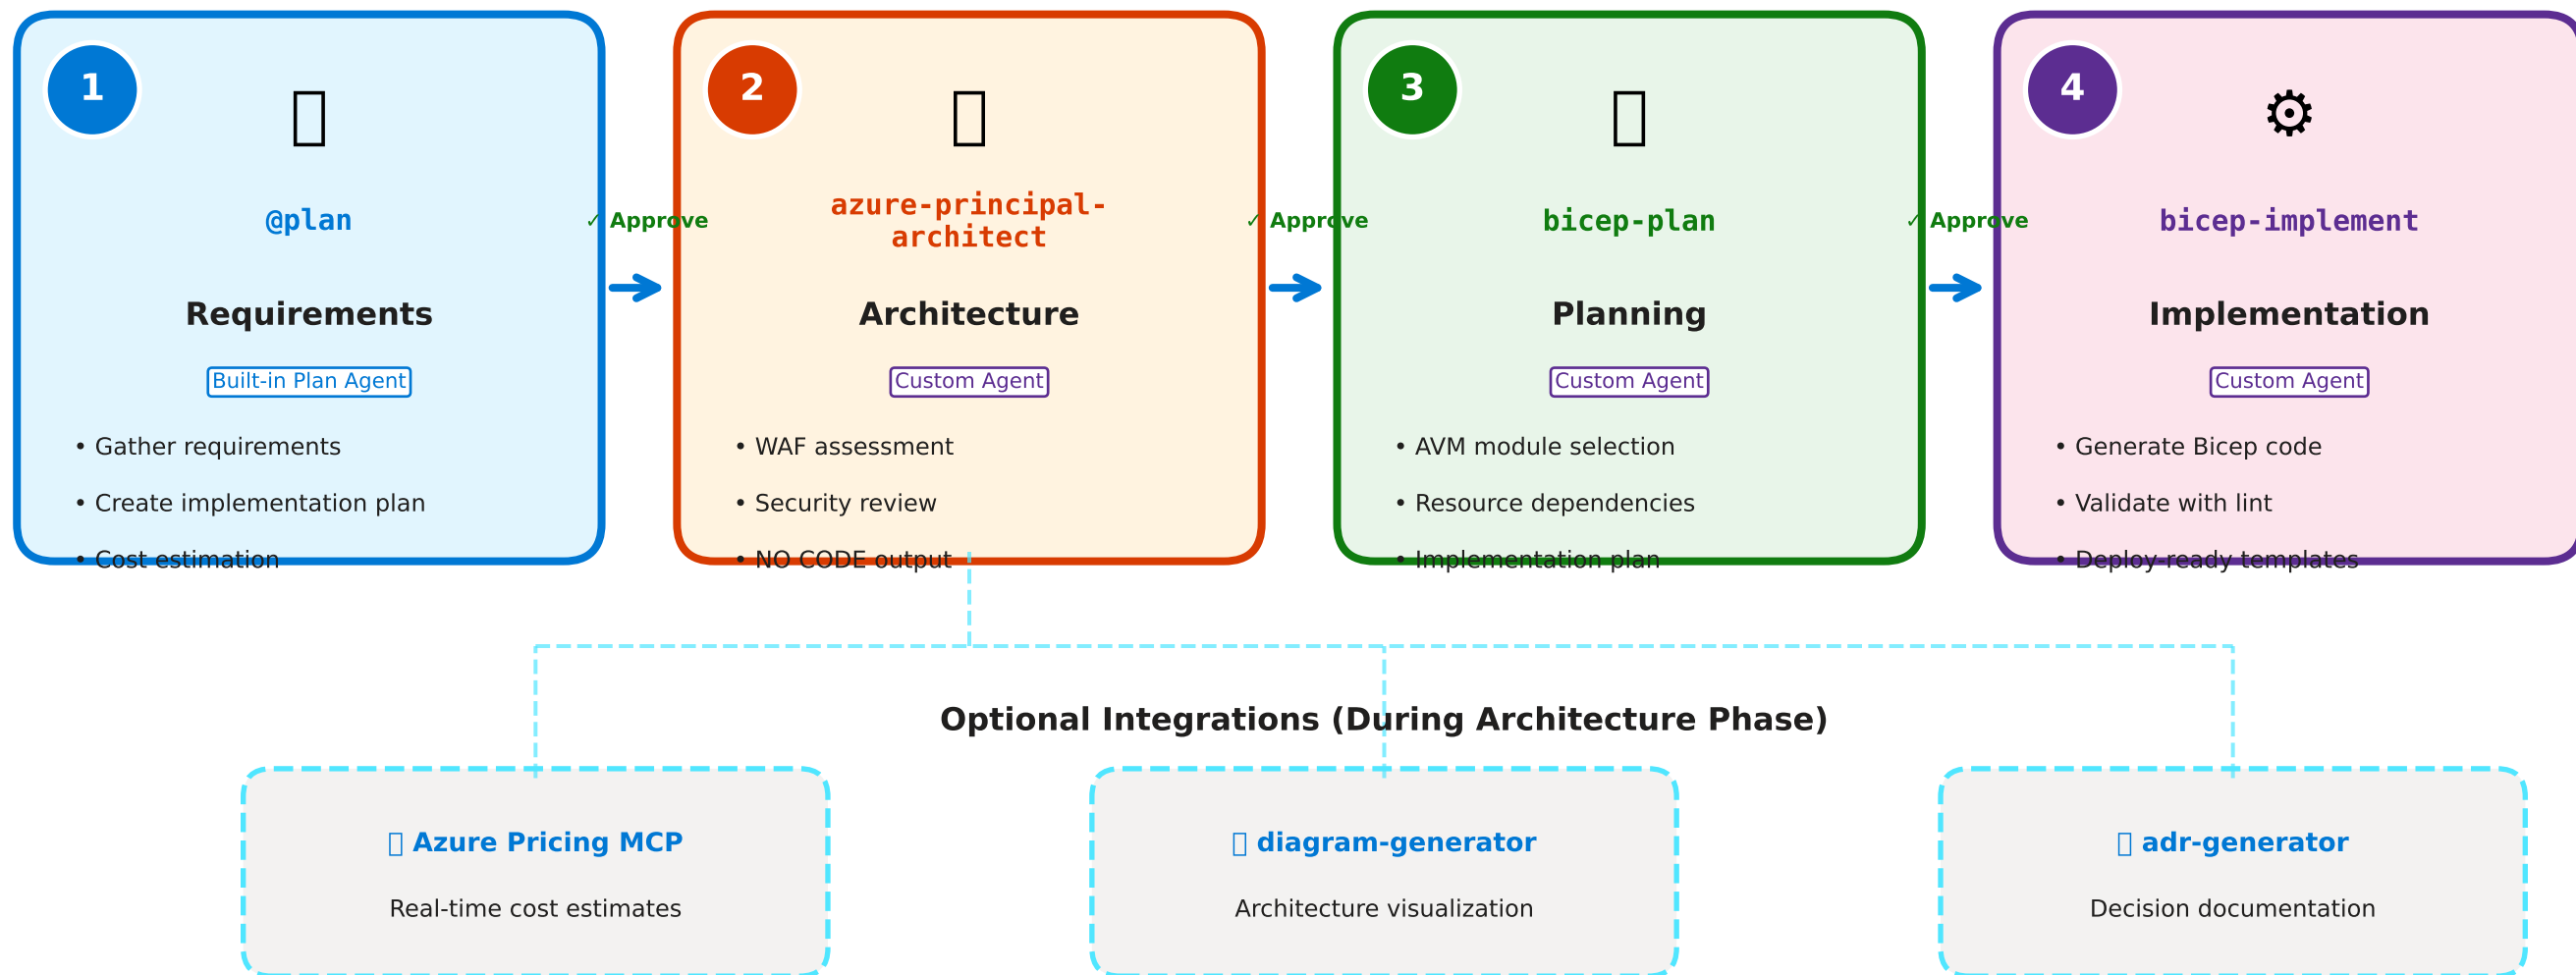 1
@plan
Requirements
Built-in Plan Agent
• Gather requirements
• Create implementation plan
• Cost estimation
✓ Approve
2
azure-principal-
architect
Architecture
Custom Agent
• WAF assessment
• Security review
• NO CODE output
✓ Approve
3
bicep-plan
Planning
Custom Agent
• AVM module selection
• Resource dependencies
• Implementation plan
✓ Approve
4
bicep-implement
Implementation
Custom Agent
• Generate Bicep code
• Validate with lint
• Deploy-ready templates
Optional Integrations (During Architecture Phase)
Azure Pricing MCP
Real-time cost estimates
diagram-generator
Architecture visualization
adr-generator
Decision documentation